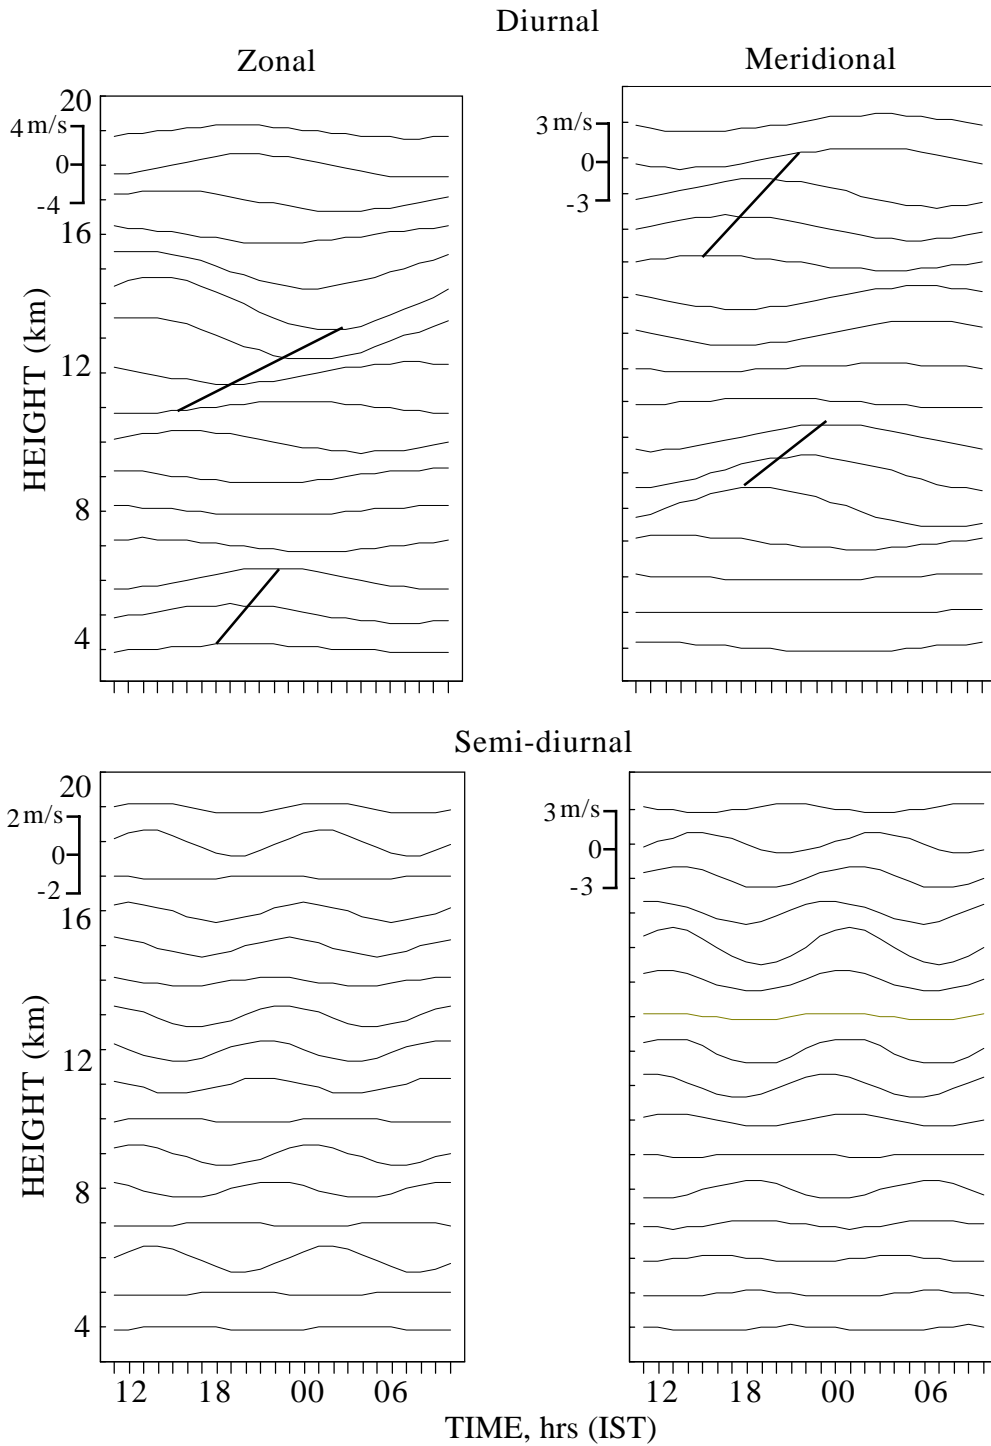 Diurnal
Zonal
Meridional
20
4 m/s
0
-4
16
12
8
4
HEIGHT (km)
3 m/s
0
-3
Semi-diurnal
20
2 m/s
0
-2
16
12
8
4
HEIGHT (km)
3 m/s
0
-3
12 18 00 06
12 18 00 06
TIME, hrs (IST)